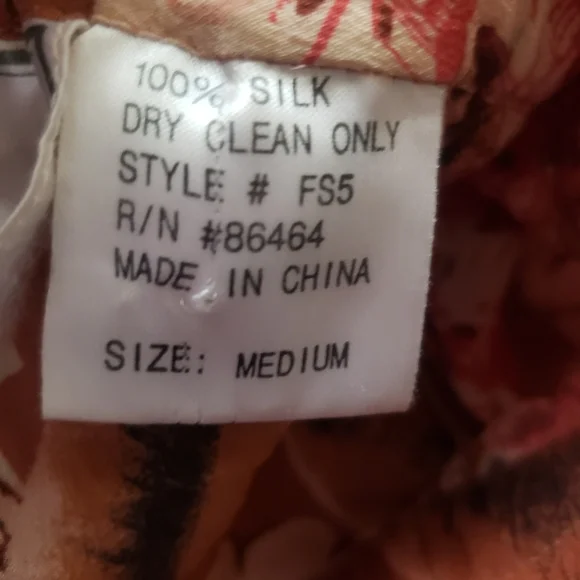 100% SILK
DRY CLEAN ONLY
STYLE # FS5
R/N #86464
MADE IN CHINA
SIZE: MEDIUM